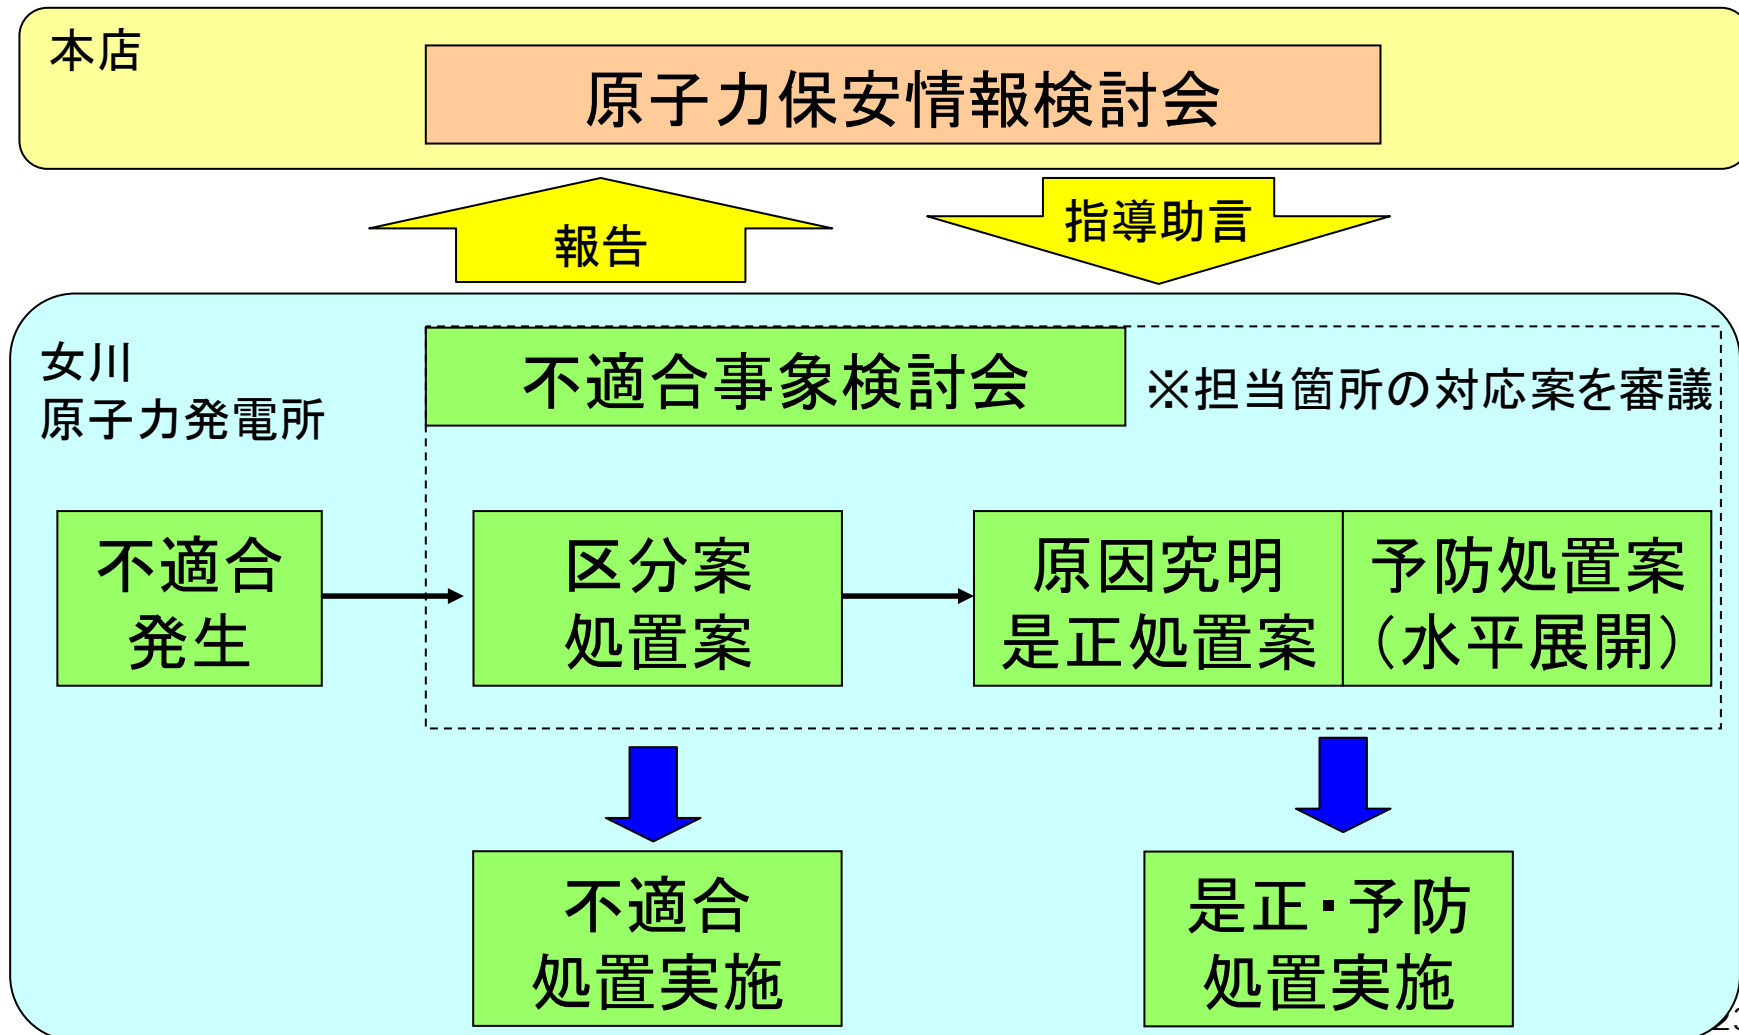 本店
原子力保安情報検討会
報告
指導助言
女川
原子力発電所
不適合事象検討会
※担当箇所の対応案を審議
不適合
発生
区分案
処置案
原因究明
是正処置案
予防処置案
（水平展開）
不適合
処置実施
是正・予防
処置実施